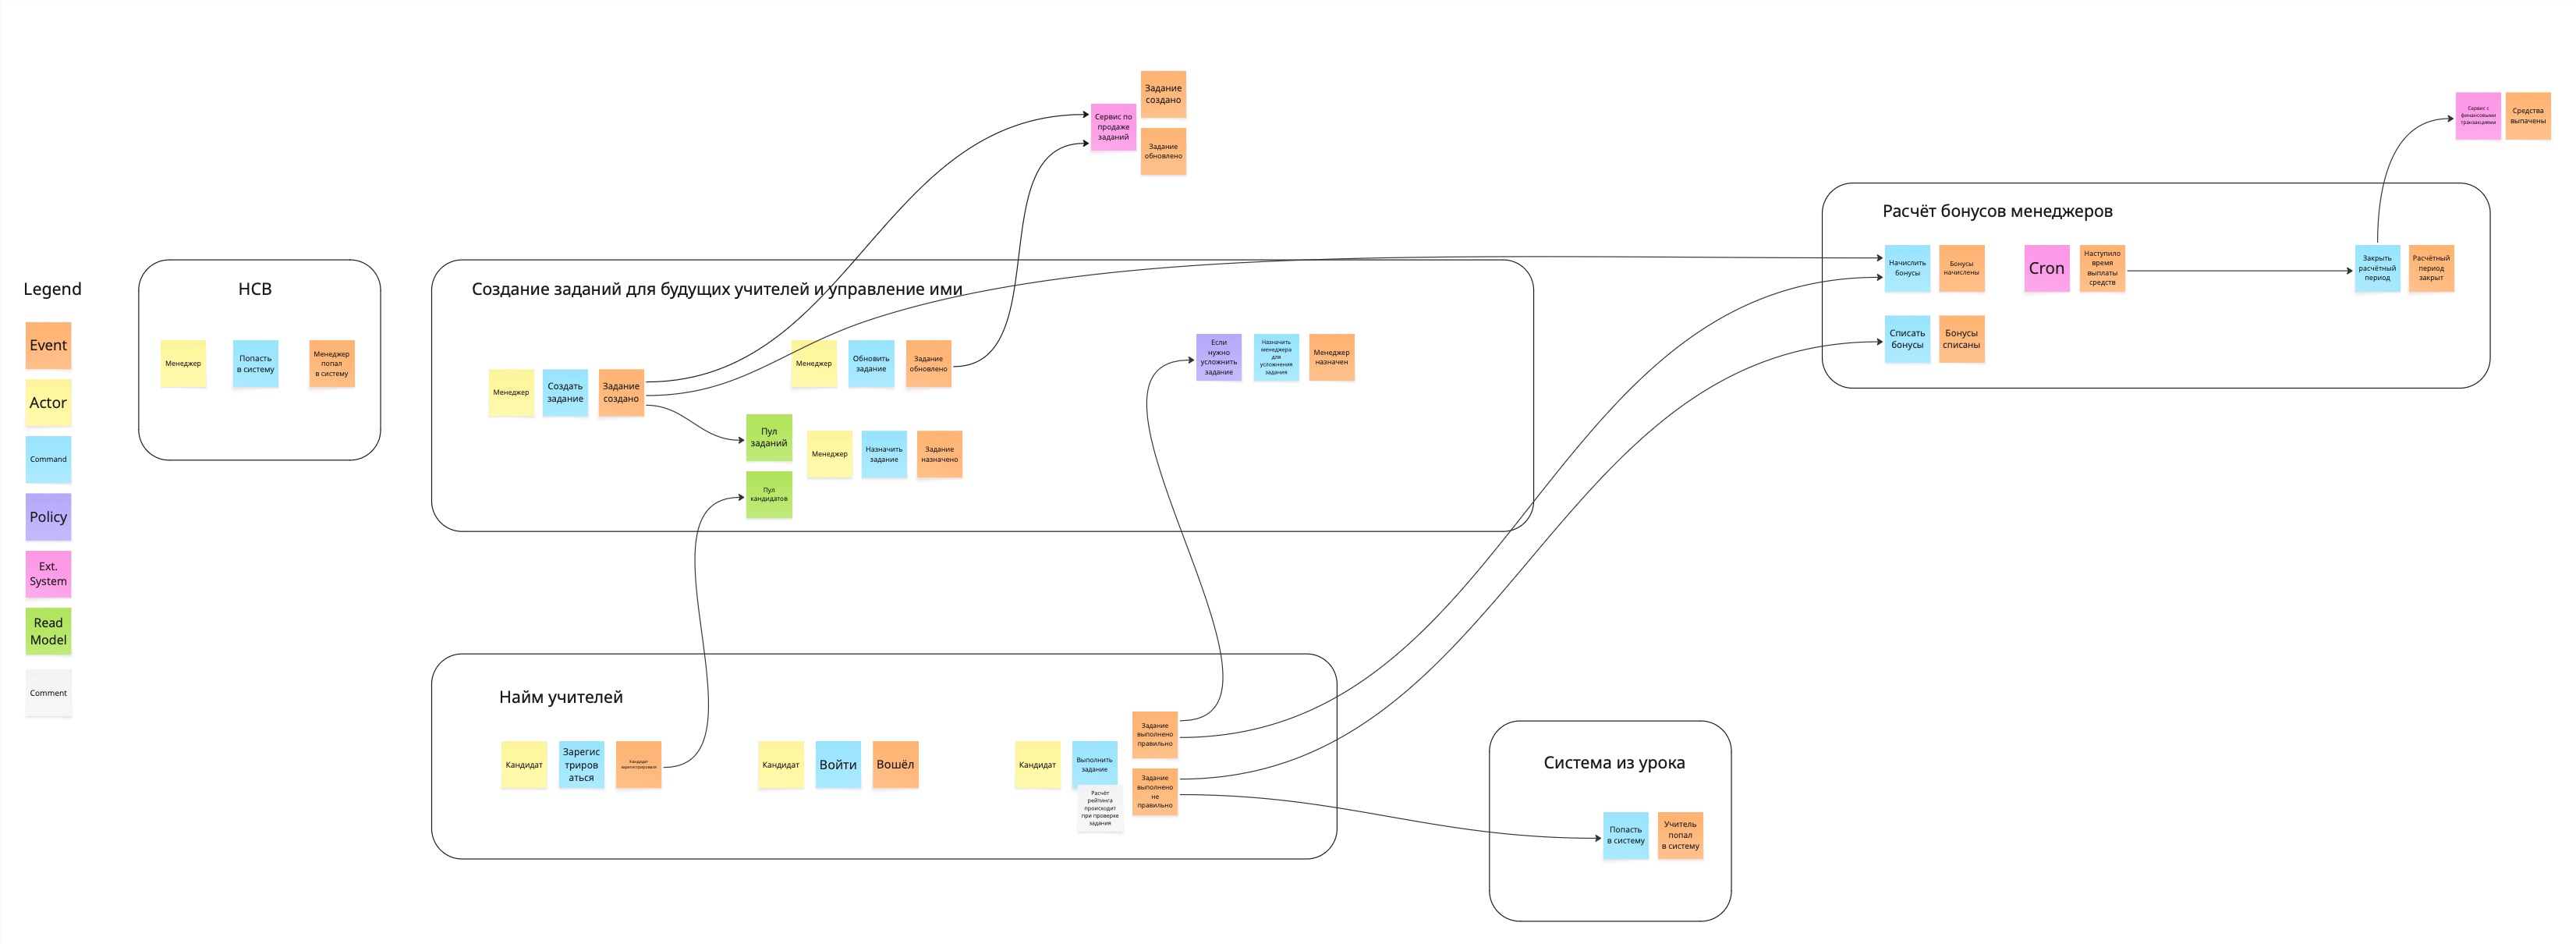 Legend
Event
Actor
Command
Policy
Ext.
System
Read
Model
Comment
НСВ
Менеджер
Попасть
в систему
Менеджер
попал
в систему
Создание заданий для будущих учителей и управление ими
Менеджер
Создать
задание
Задание
создано
Менеджер
Обновить
задание
Задание
обновлено
Пул
заданий
Пул
кандидатов
Менеджер
Назначить
задание
Задание
назначено
Если
нужно
усложнить
задание
Назначить
менеджера
для
усложнения
задания
Менеджер
назначен
Сервис по
продаже
заданий
Задание
создано
Задание
обновлено
Найм учителей
Кандидат
Зарегис
трирова
ться
Кандидат
зарегистрировался
Кандидат
Войти
Вошёл
Кандидат
Выполнить
задание
Расчёт
рейтинга
происходит
при проверке
задания
Задание
выполнено
правильно
Задание
выполнено
не
правильно
Система из урока
Попасть
в систему
Учитель
попал
в систему
Расчёт бонусов менеджеров
Начислить
бонусы
Бонусы
начислены
Списать
бонусы
Бонусы
списаны
Cron
Наступило
время
выплаты
средств
Закрыть
расчётный
период
Расчётный
период
закрыт
Сервис с
финансовыми
транзакциями
Средства
выпачены